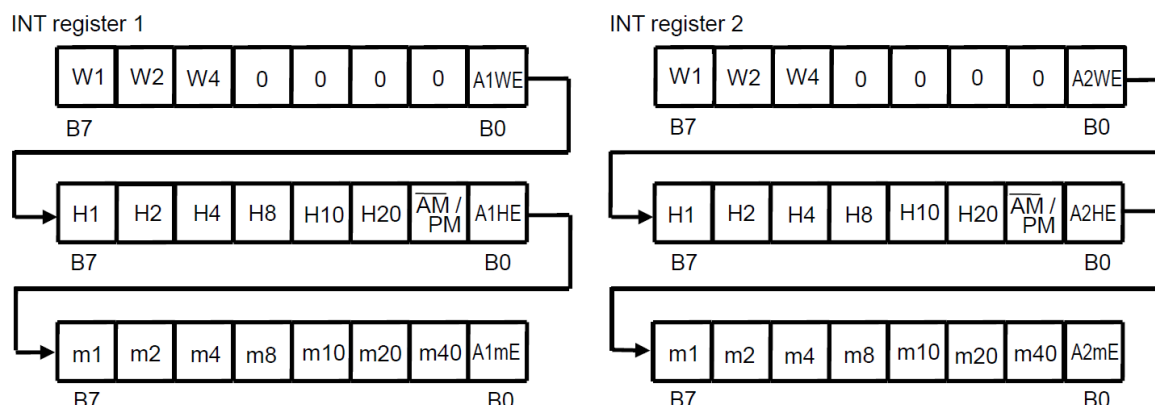 INT register 1
W1 W2 W4 0 0 0 0 A1WE
B7 B0
H1 H2 H4 H8 H10 H20 AM / PM A1HE
B7 B0
m1 m2 m4 m8 m10 m20 m40 A1mE
B7 B0
INT register 2
W1 W2 W4 0 0 0 0 A2WE
B7 B0
H1 H2 H4 H8 H10 H20 AM / PM A2HE
B7 B0
m1 m2 m4 m8 m10 m20 m40 A2mE
B7 B0